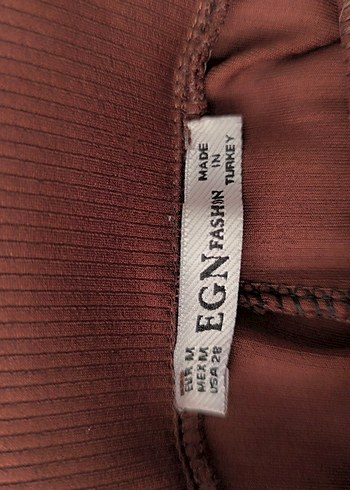 EUR M
MEX M
USA 28
EGN FASHION
MADE
IN
TURKEY